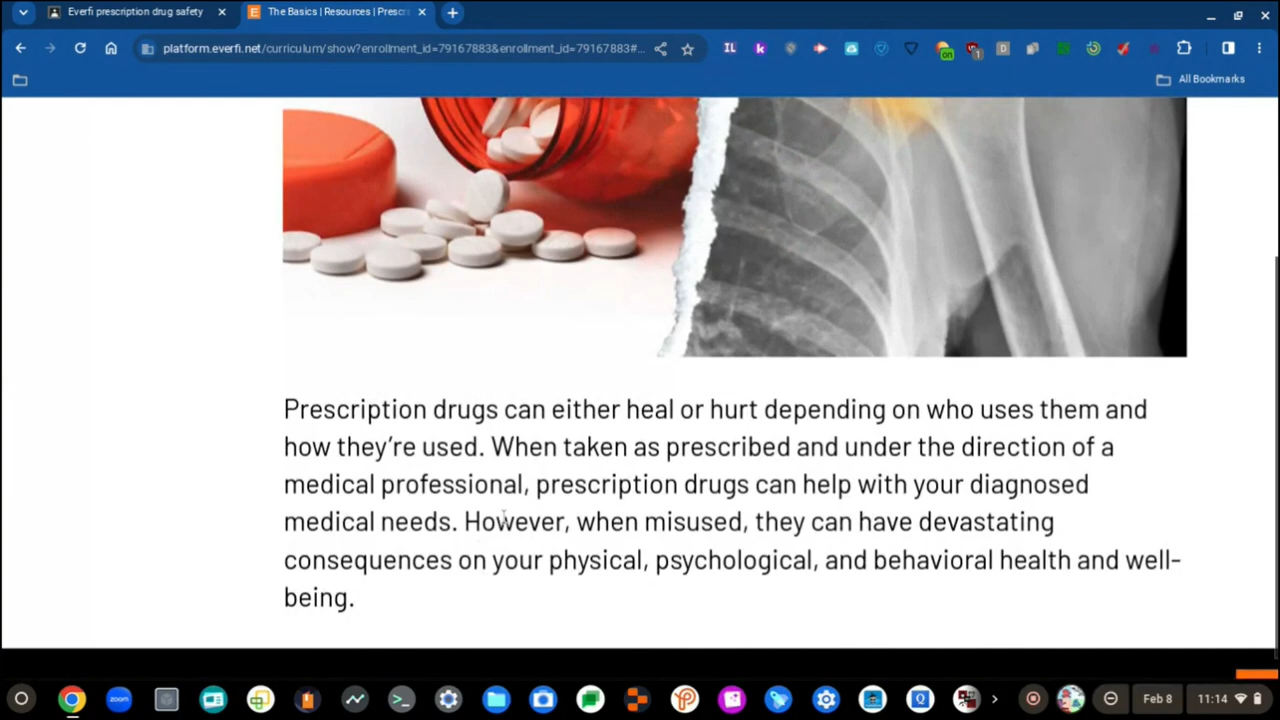 Everfi prescription drug safety
The Basics | Resources | Prescr
platform.everfi.net/curriculum/show?enrollment_id=79167883&enrollment_id=79167883#...
All Bookmarks
Prescription drugs can either heal or hurt depending on who uses them and
how they’re used. When taken as prescribed and under the direction of a
medical professional, prescription drugs can help with your diagnosed
medical needs. However, when misused, they can have devastating
consequences on your physical, psychological, and behavioral health and well-
being.
zoom
Feb 8
11:14